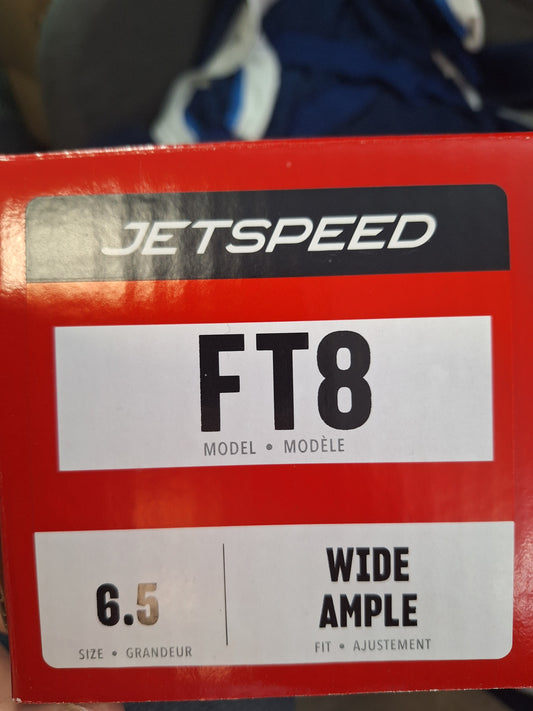 JETSPEED
FT8
MODEL • MODÈLE
6.5
SIZE • GRANDEUR
WIDE
AMPLE
FIT • AJUSTEMENT